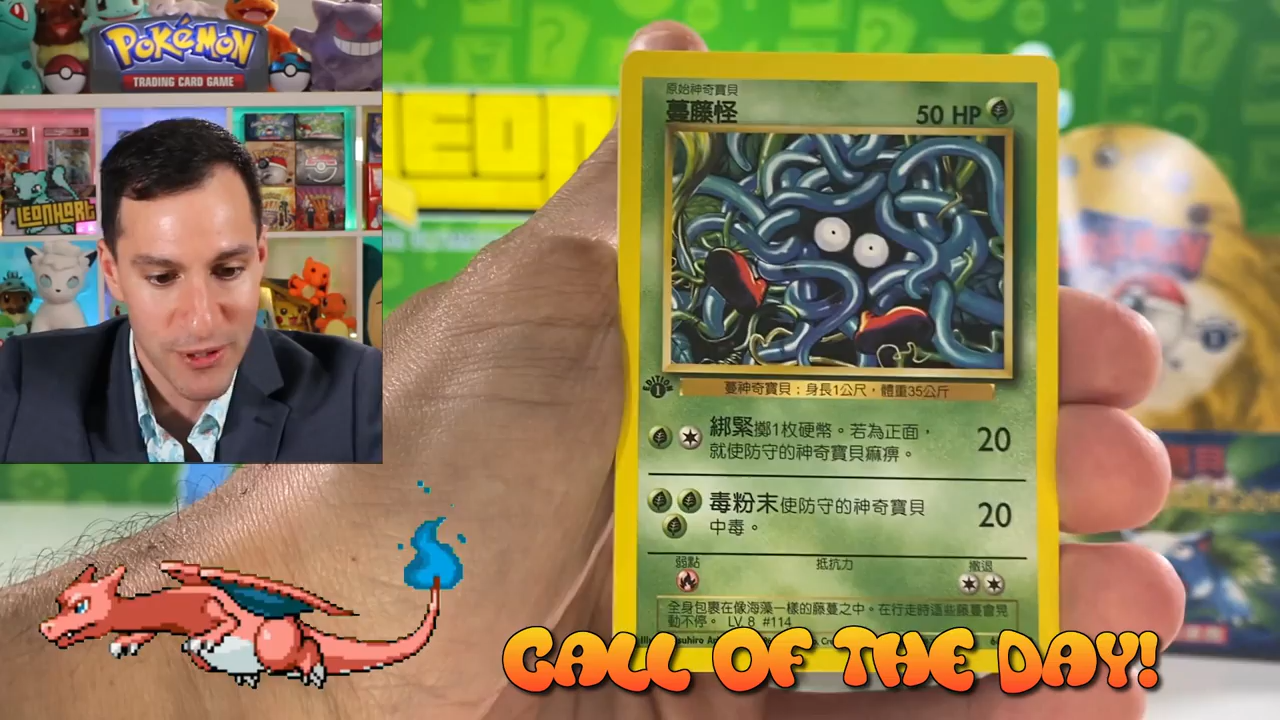 POKéMON
TRADING CARD GAME
LEONHART
LEON
原始神奇寶貝
蔓藤怪
50 HP
EDITION 1
蔓神奇寶貝：身長1公尺，體重35公斤
綁緊擲1枚硬幣。若為正面，
就使防守的神奇寶貝麻痹。
20
毒粉末使防守的神奇寶貝
中毒。
20
弱點
抵抗力
撤退
全身包裹在像海藻一樣的藤蔓之中。在行走時這些藤蔓會晃
動不停。 LV 8 #114
CALL OF THE DAY!